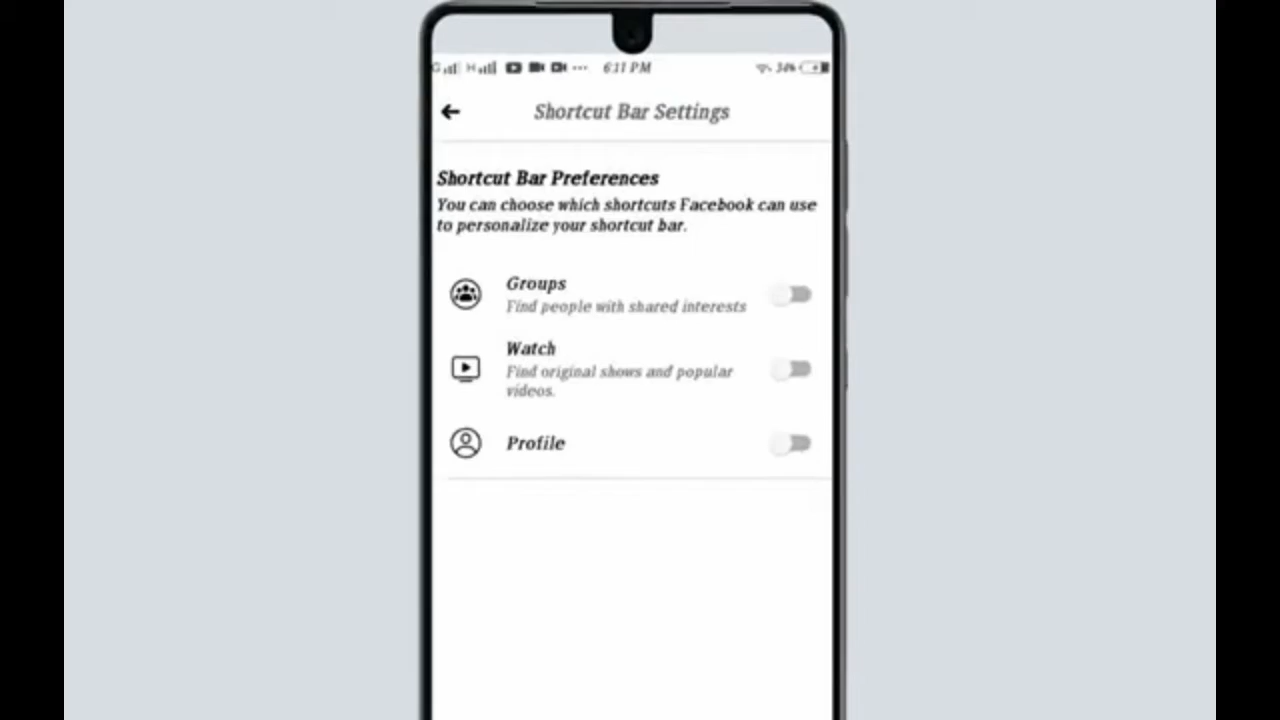 6:11 PM
34%
Shortcut Bar Settings
Shortcut Bar Preferences
You can choose which shortcuts Facebook can use
to personalize your shortcut bar.
Groups
Find people with shared interests
Watch
Find original shows and popular
videos.
Profile